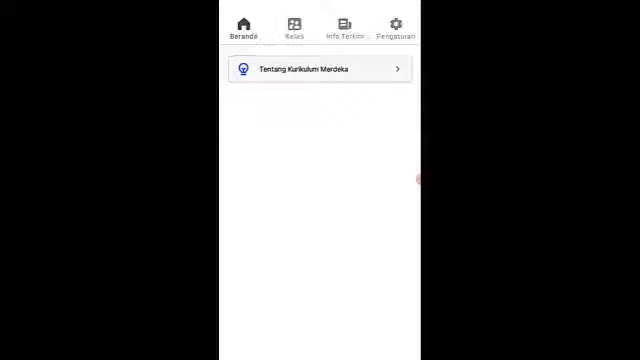 Beranda
Kelas
Info Terkini ...
Pengaturan
Tentang Kurikulum Merdeka